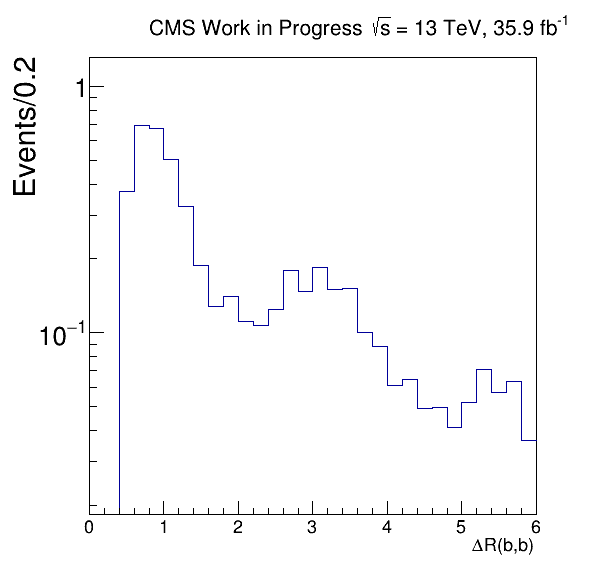 CMS Work in Progress √s = 13 TeV, 35.9 fb⁻¹
Events/0.2
1
10⁻¹
0 1 2 3 4 5 6
ΔR(b,b)